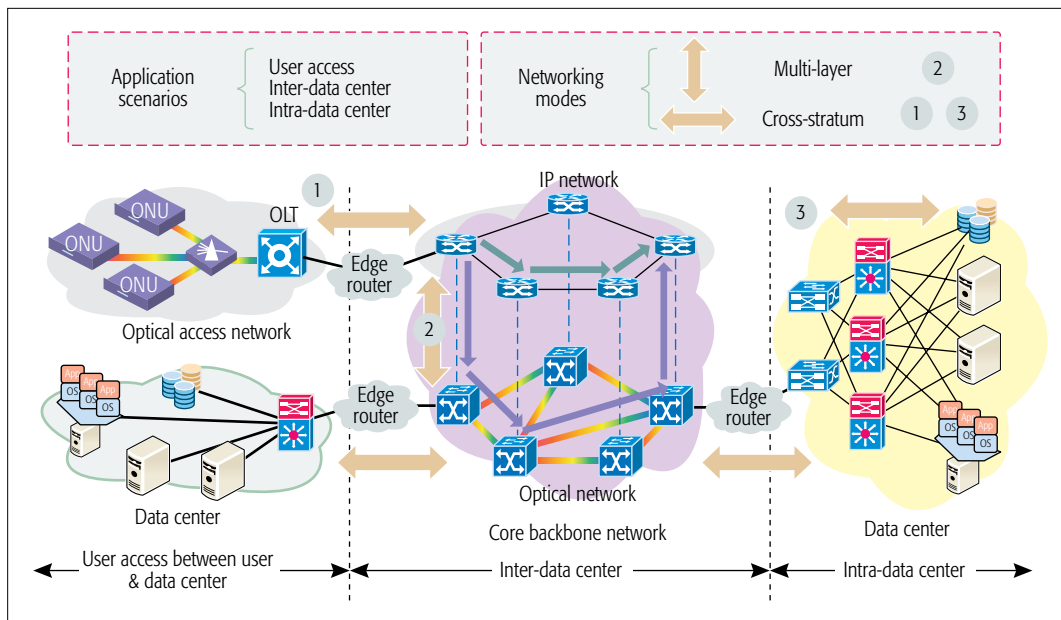 Application
scenarios
User access
Inter-data center
Intra-data center
Networking
modes
Multi-layer
2
Cross-stratum
1
3
1
IP network
3
ONU
OLT
ONU
ONU
Edge
router
Optical access network
2
App
App
App
OS
OS
OS
Edge
router
Edge
router
App
App
App
OS
OS
OS
Optical network
Data center
Core backbone network
Data center
User access between user
& data center
Inter-data center
Intra-data center